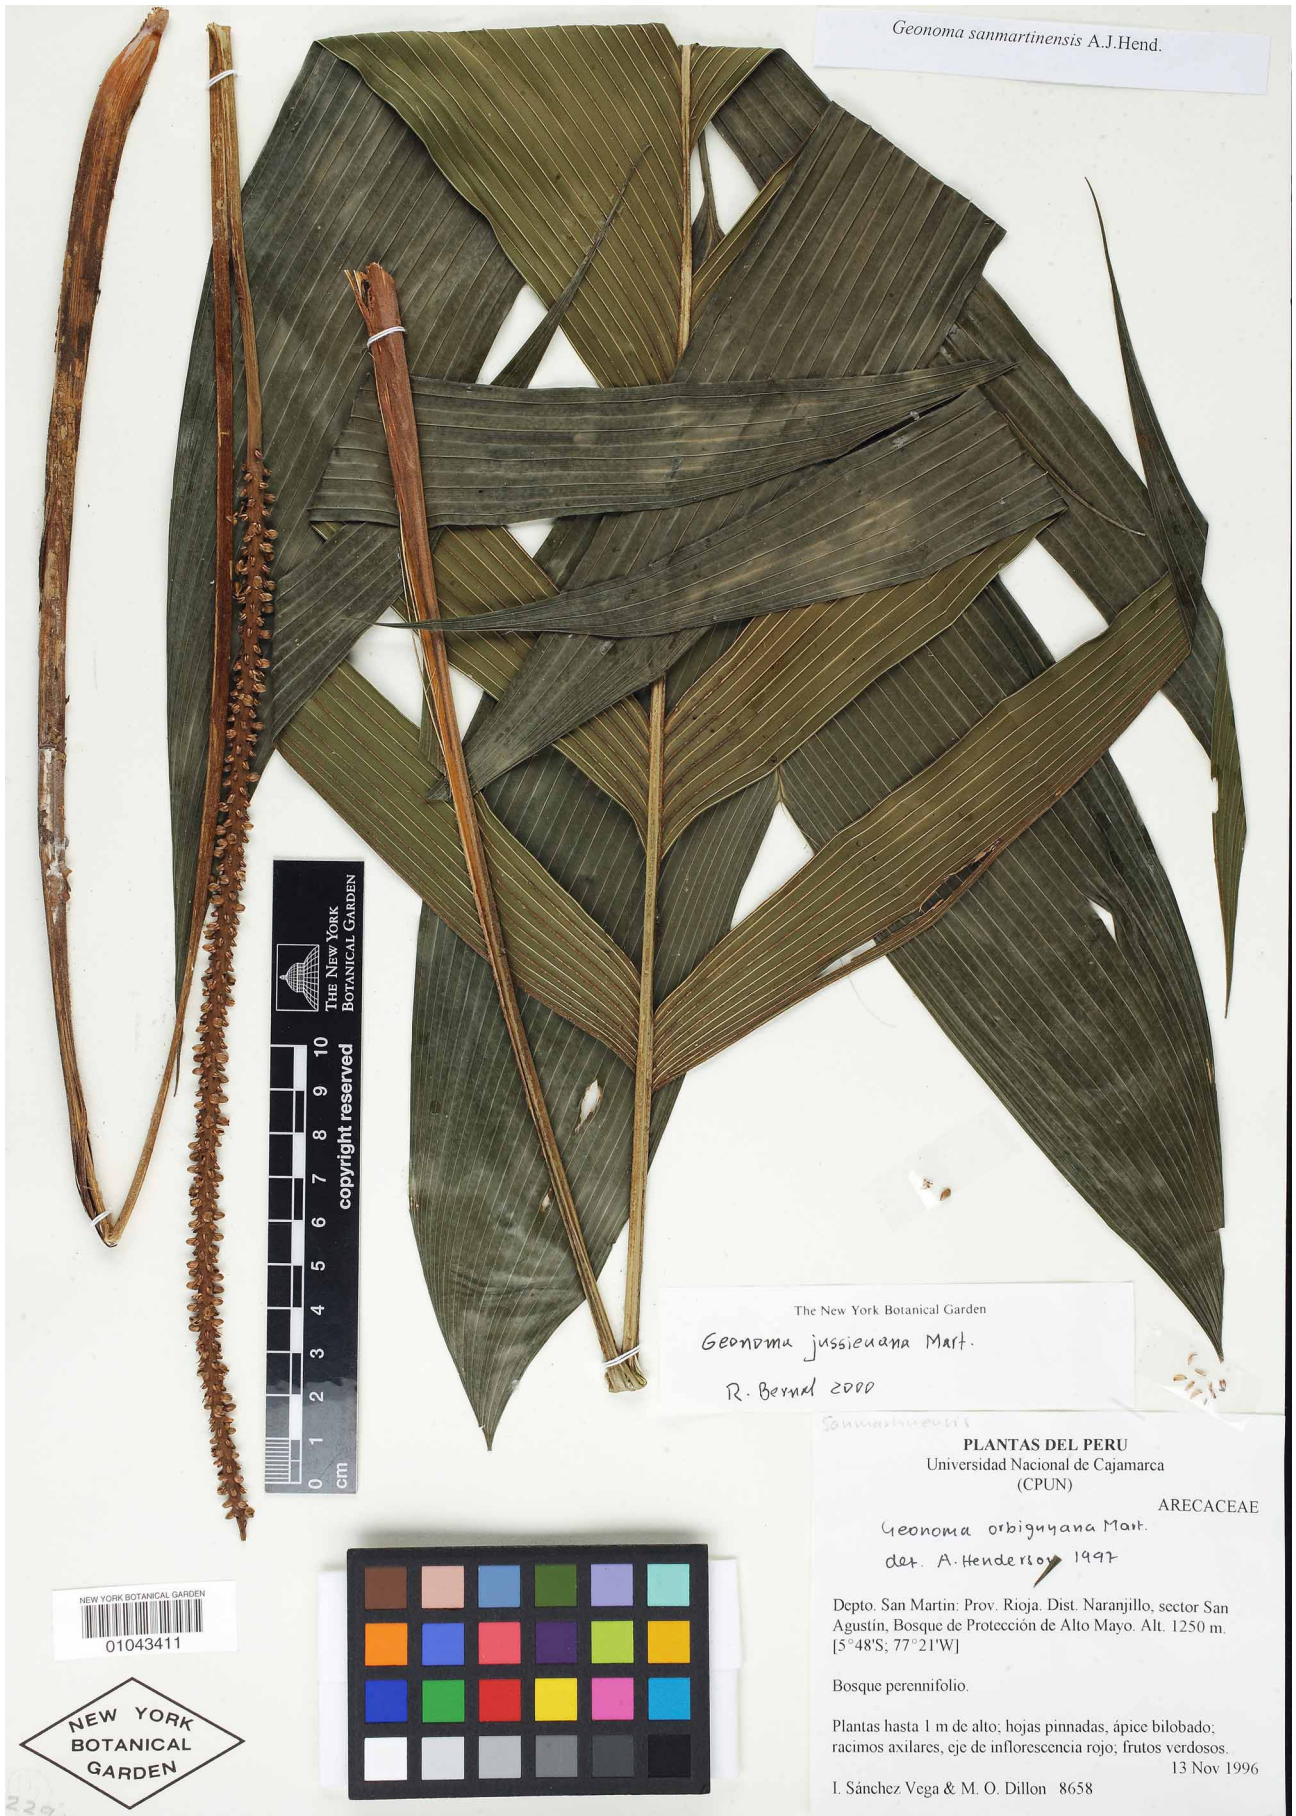 Geonoma sanmartinensis A.J.Hend.
THE NEW YORK
BOTANICAL GARDEN
copyright reserved
10
9
8
7
6
5
4
3
2
1
0
cm
The New York Botanical Garden
Geonoma jussieuana Mart.
R. Bernal 2000
Sanmartinensis
PLANTAS DEL PERU
Universidad Nacional de Cajamarca
(CPUN)
ARECACEAE
Geonoma orbignyana Mart.
det. A. Henderson 1997
Depto. San Martin: Prov. Rioja. Dist. Naranjillo, sector San
Agustín, Bosque de Protección de Alto Mayo. Alt. 1250 m.
[5°48'S; 77°21'W]
Bosque perennifolio.
Plantas hasta 1 m de alto; hojas pinnadas, ápice bilobado;
racimos axilares, eje de inflorescencia rojo; frutos verdosos.
13 Nov 1996
I. Sánchez Vega & M. O. Dillon 8658
NEW YORK BOTANICAL GARDEN
01043411
NEW YORK
BOTANICAL
GARDEN